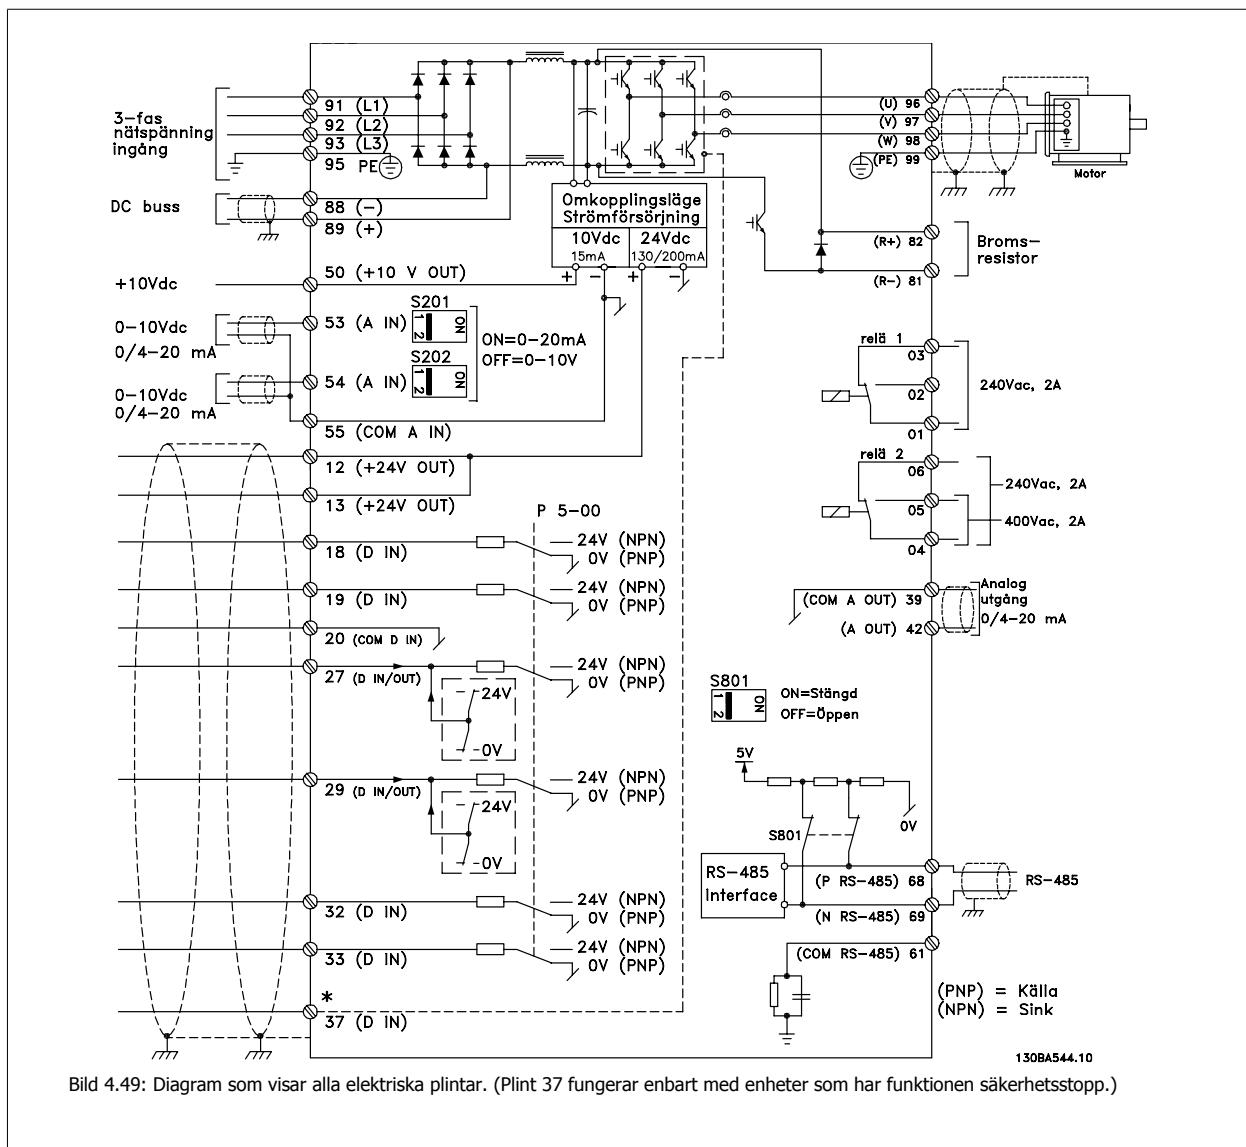 3-fas
nätspänning
ingång
91 (L1)
92 (L2)
93 (L3)
95 PE
DC buss
88 (-)
89 (+)
Omkopplingsläge
Strömförsörjning
10Vdc
15mA
24Vdc
130/200mA
+ - + -
(U) 96
(V) 97
(W) 98
(PE) 99
Motor
(R+) 82
(R-) 81
Broms-
resistor
+10Vdc
50 (+10 V OUT)
0-10Vdc
0/4-20 mA
53 (A IN)
S201
ON
1 2
ON=0-20mA
OFF=0-10V
0-10Vdc
0/4-20 mA
54 (A IN)
S202
ON
1 2
55 (COM A IN)
12 (+24V OUT)
13 (+24V OUT)
P 5-00
18 (D IN)
24V (NPN)
0V (PNP)
19 (D IN)
24V (NPN)
0V (PNP)
20 (COM D IN)
27 (D IN/OUT)
24V (NPN)
0V (PNP)
24V
0V
29 (D IN/OUT)
24V (NPN)
0V (PNP)
24V
0V
32 (D IN)
24V (NPN)
0V (PNP)
33 (D IN)
24V (NPN)
0V (PNP)
*
37 (D IN)
relä 1
03
02
01
240Vac, 2A
relä 2
06
05
04
240Vac, 2A
400Vac, 2A
(COM A OUT) 39
(A OUT) 42
Analog
utgång
0/4-20 mA
S801
ON
1 2
ON=Stängd
OFF=Öppen
5V
0V
S801
RS-485
Interface
(P RS-485) 68
(N RS-485) 69
RS-485
(COM RS-485) 61
(PNP) = Källa
(NPN) = Sink
130BA544.10
Bild 4.49: Diagram som visar alla elektriska plintar. (Plint 37 fungerar enbart med enheter som har funktionen säkerhetsstopp.)